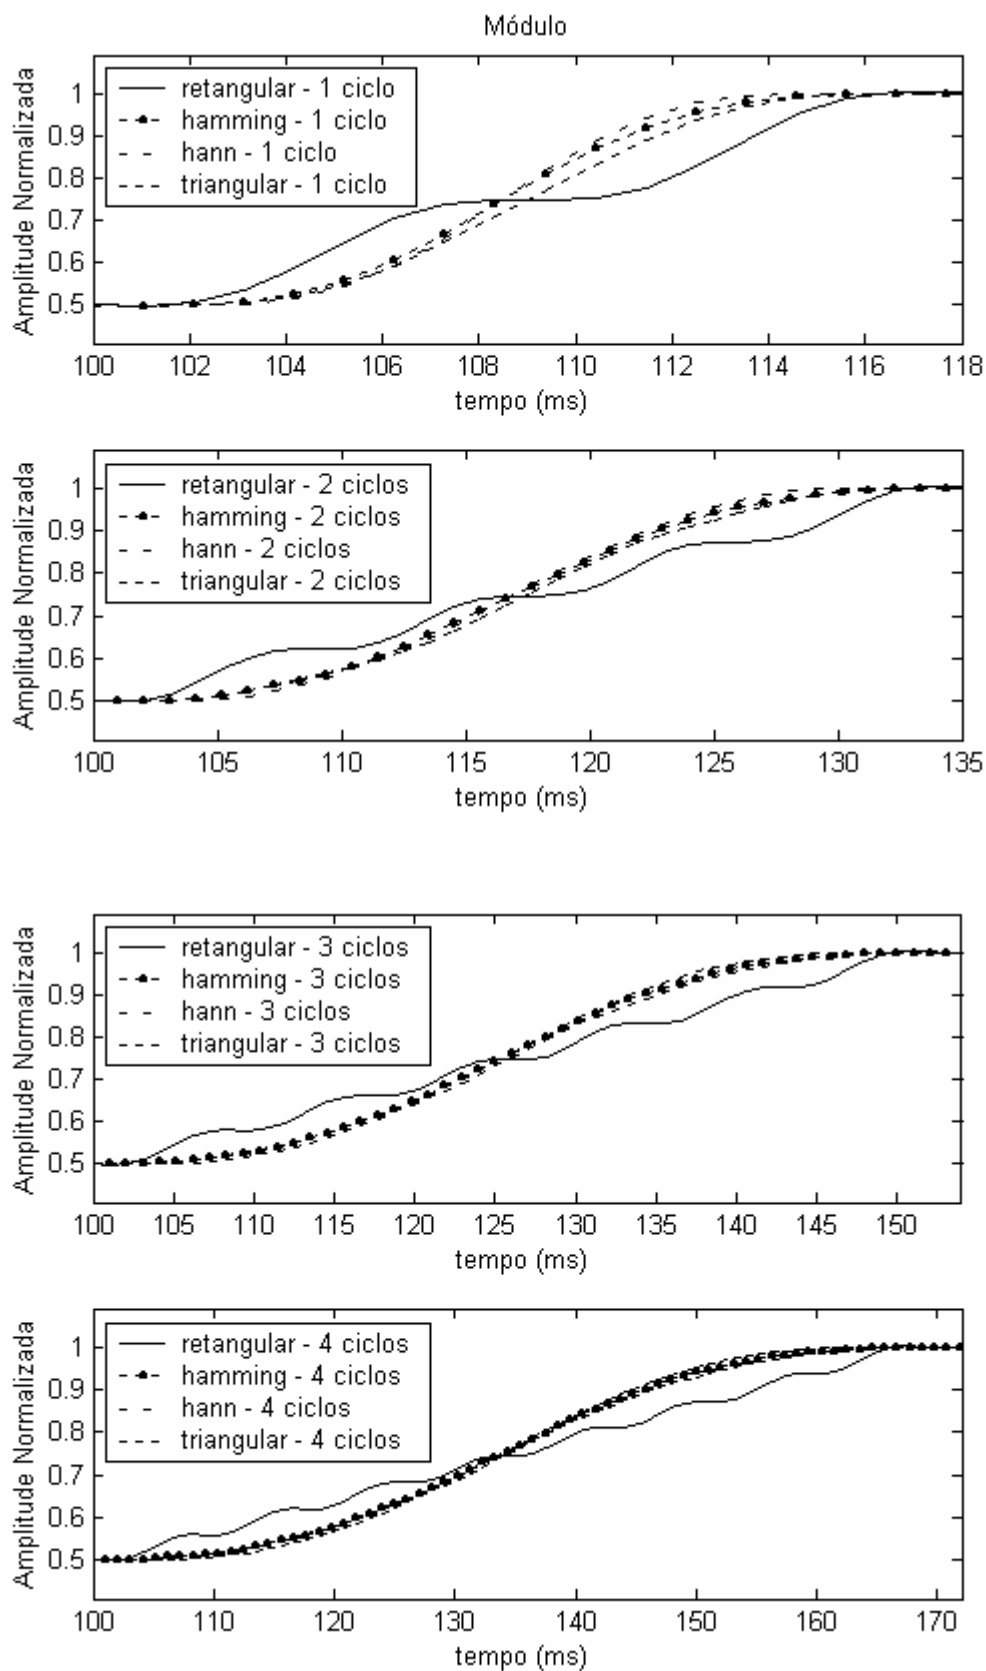 Módulo
Amplitude Normalizada
retangular - 1 ciclo
hamming - 1 ciclo
hann - 1 ciclo
triangular - 1 ciclo
1
0.9
0.8
0.7
0.6
0.5
100 102 104 106 108 110 112 114 116 118
tempo (ms)
Amplitude Normalizada
retangular - 2 ciclos
hamming - 2 ciclos
hann - 2 ciclos
triangular - 2 ciclos
1
0.9
0.8
0.7
0.6
0.5
100 105 110 115 120 125 130 135
tempo (ms)
Amplitude Normalizada
retangular - 3 ciclos
hamming - 3 ciclos
hann - 3 ciclos
triangular - 3 ciclos
1
0.9
0.8
0.7
0.6
0.5
100 105 110 115 120 125 130 135 140 145 150
tempo (ms)
Amplitude Normalizada
retangular - 4 ciclos
hamming - 4 ciclos
hann - 4 ciclos
triangular - 4 ciclos
1
0.9
0.8
0.7
0.6
0.5
100 110 120 130 140 150 160 170
tempo (ms)